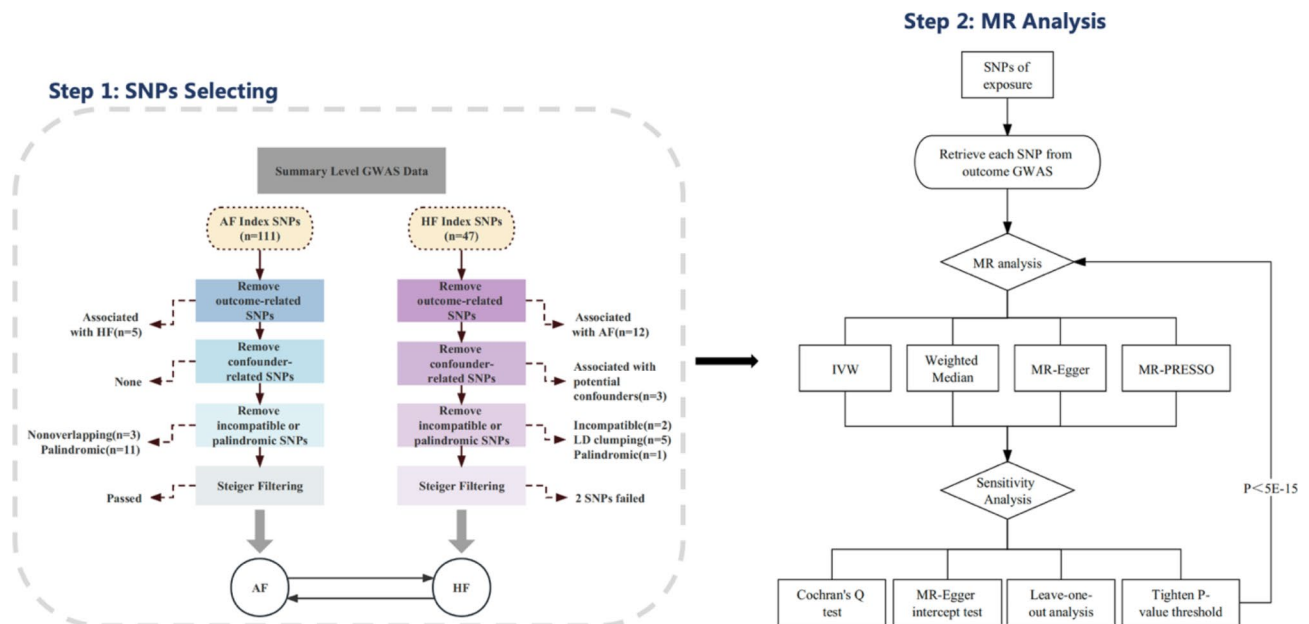 Step 1: SNPs Selecting
Summary Level GWAS Data
AF Index SNPs
(n=111)
HF Index SNPs
(n=47)
Remove
outcome-related
SNPs
Associated
with HF(n=5)
Remove
outcome-related
SNPs
Associated
with AF(n=12)
Remove
confounder-
related SNPs
None
Remove
confounder-
related SNPs
Associated with
potential
confounders(n=3)
Remove
incompatible or
palindromic SNPs
Nonoverlapping(n=3)
Palindromic(n=11)
Remove
incompatible or
palindromic SNPs
Incompatible(n=2)
LD clumping(n=5)
Palindromic(n=1)
Steiger Filtering
Passed
Steiger Filtering
2 SNPs failed
AF
HF
Step 2: MR Analysis
SNPs of
exposure
Retrieve each SNP from
outcome GWAS
MR analysis
IVW
Weighted
Median
MR-Egger
MR-PRESSO
Sensitivity
Analysis
P<5E-15
Cochran's Q
test
MR-Egger
intercept test
Leave-one-
out analysis
Tighten P-
value threshold